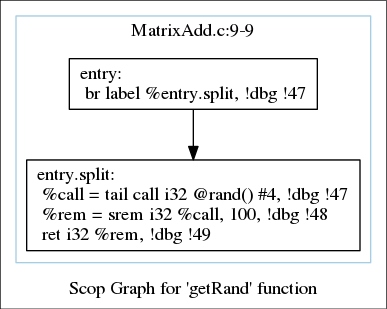 MatrixAdd.c:9-9
entry:
br label %entry.split, !dbg !47
entry.split:
%call = tail call i32 @rand() #4, !dbg !47
%rem = srem i32 %call, 100, !dbg !48
ret i32 %rem, !dbg !49
Scop Graph for 'getRand' function